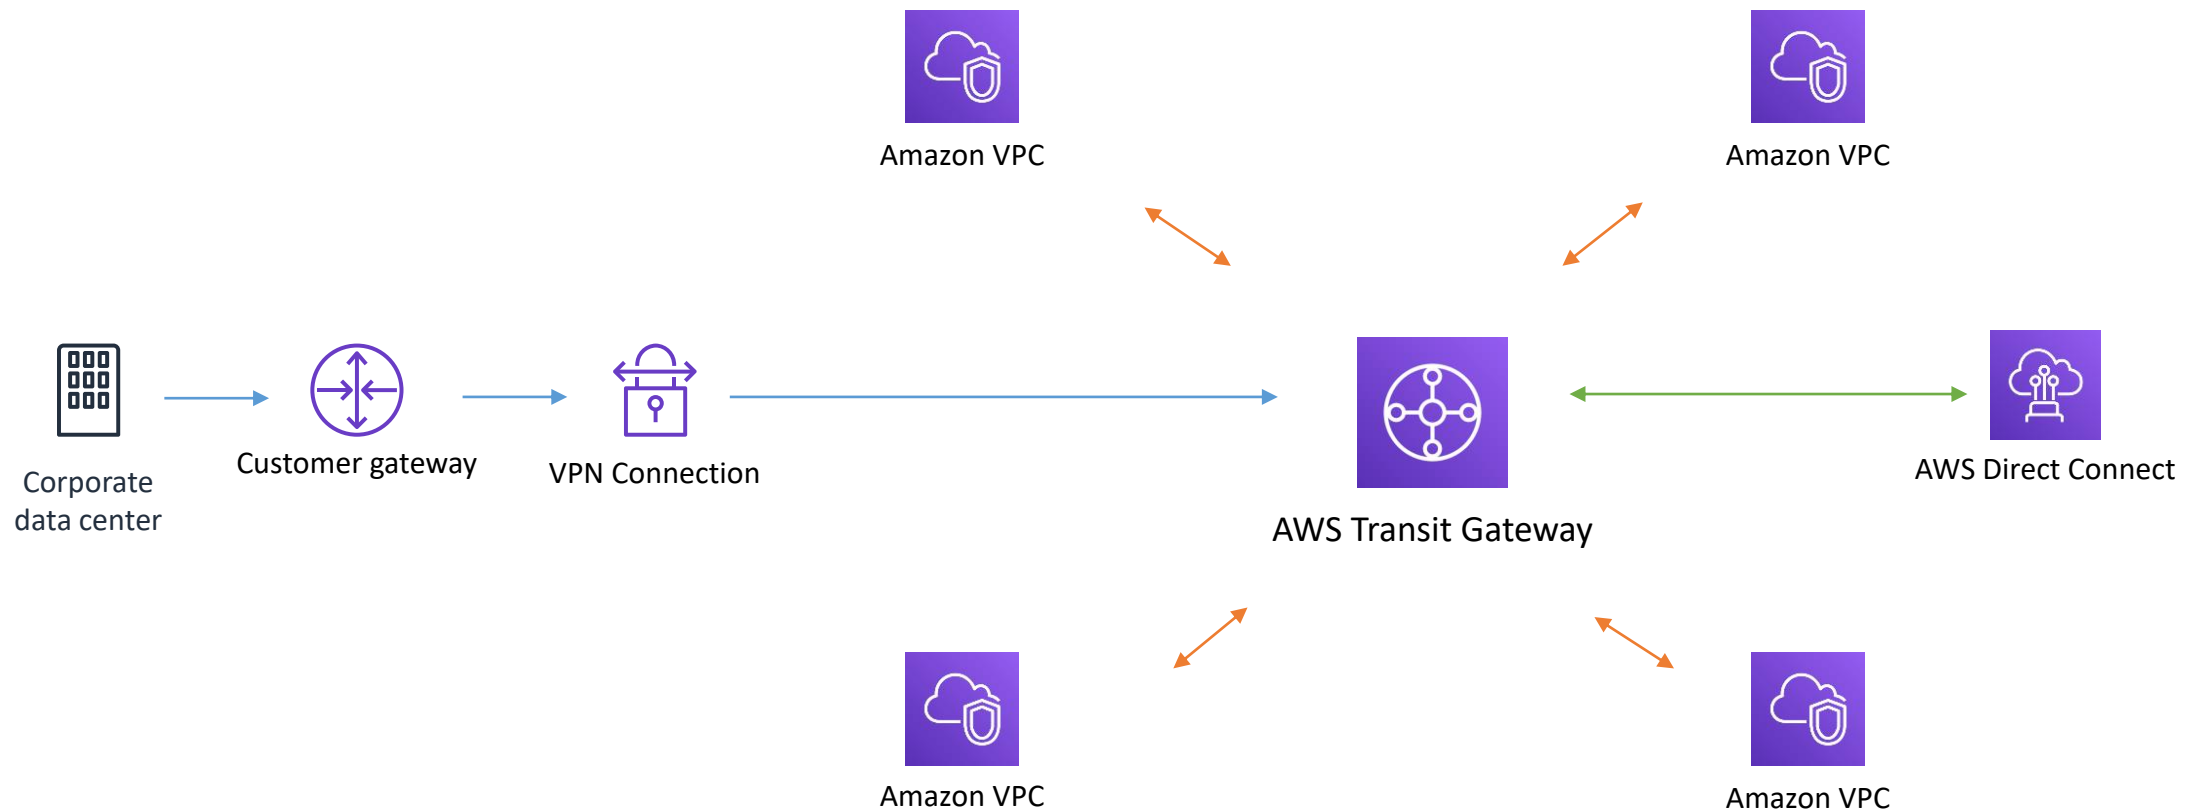 Amazon VPC
Amazon VPC
Corporate
data center
Customer gateway
VPN Connection
AWS Transit Gateway
AWS Direct Connect
Amazon VPC
Amazon VPC